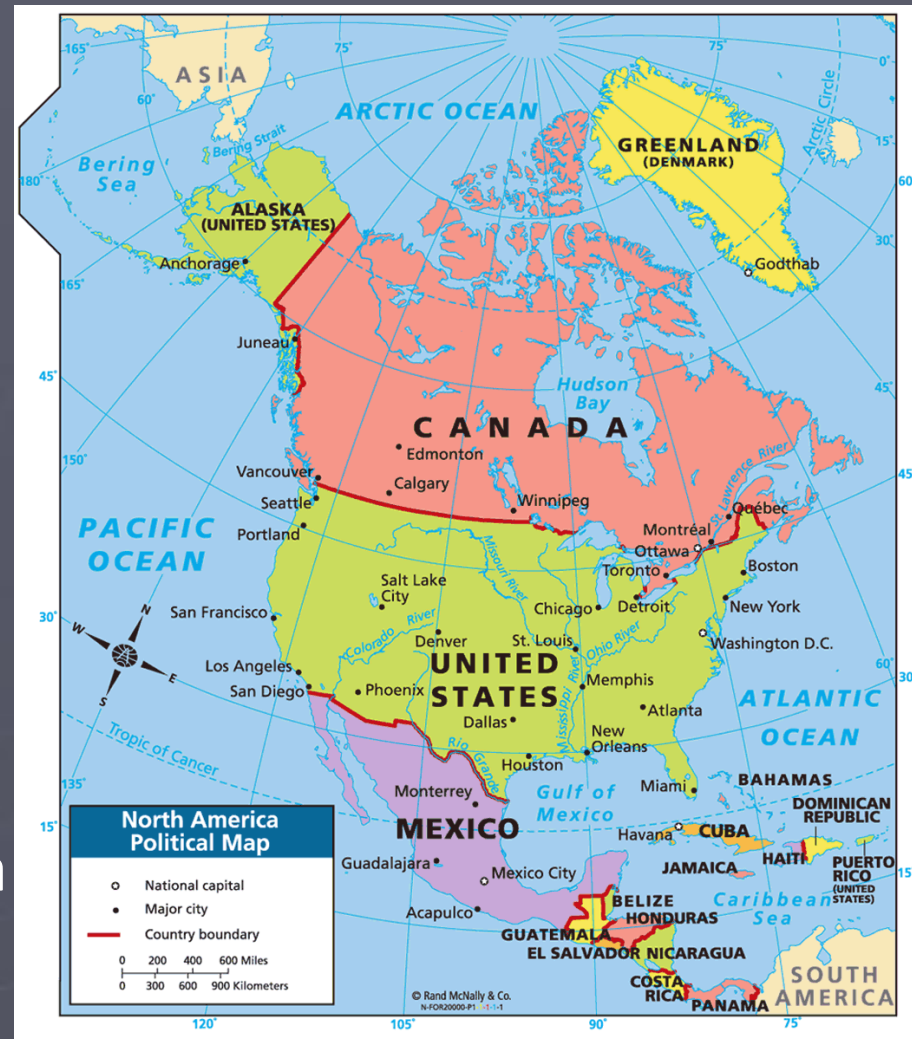 165°
75°
75°
0°
ASIA
60°
ARCTIC OCEAN
Arctic Circle
15°
Bering Strait
GREENLAND
(DENMARK)
Bering
Sea
180°
60°
ALASKA
(UNITED STATES)
30°
Anchorage
Godthab
165°
Juneau
45°
Hudson
Bay
45°
CANADA
Edmonton
150°
Vancouver
Calgary
St. Lawrence River
45°
Seattle
Winnipeg
Québec
PACIFIC
OCEAN
Portland
Montréal
Ottawa
Missouri River
Toronto
Boston
Salt Lake
City
San Francisco
Chicago
Detroit
New York
30°
N
W
E
S
Colorado River
Denver
St. Louis
Ohio River
Washington D.C.
Los Angeles
UNITED
STATES
60°
30°
San Diego
Phoenix
Mississippi River
Memphis
ATLANTIC
OCEAN
Atlanta
Dallas
New
Orleans
Tropic of Cancer
Rio Grande
Houston
135°
Monterrey
Gulf of
Mexico
Miami
BAHAMAS
DOMINICAN
REPUBLIC
15°
MEXICO
Havana
CUBA
HAITI
PUERTO
RICO
(UNITED
STATES)
15°
JAMAICA
Guadalajara
Mexico City
Caribbean
Sea
Acapulco
BELIZE
HONDURAS
GUATEMALA
EL SALVADOR
NICARAGUA
COSTA
RICA
PANAMA
SOUTH
AMERICA
North America
Political Map
National capital
Major city
Country boundary
0 200 400 600 Miles
0 300 600 900 Kilometers
© Rand McNally & Co.
120°
105°
90°
75°